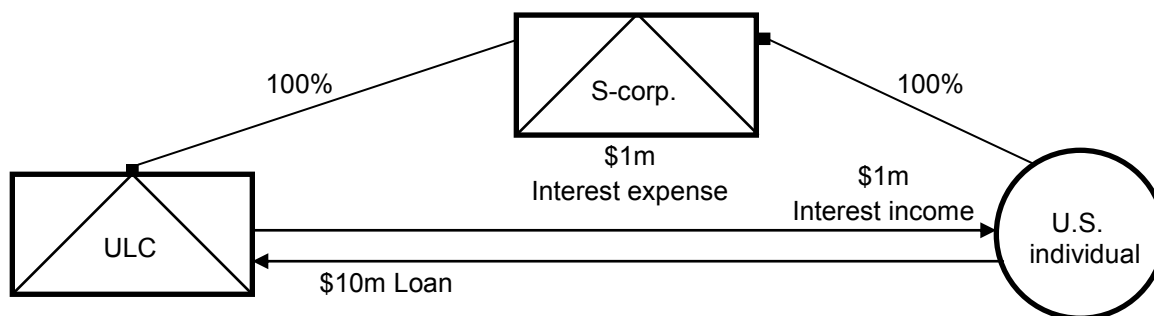 100%
S-corp.
100%
$1m
Interest expense
$1m
Interest income
ULC
$10m Loan
U.S.
individual